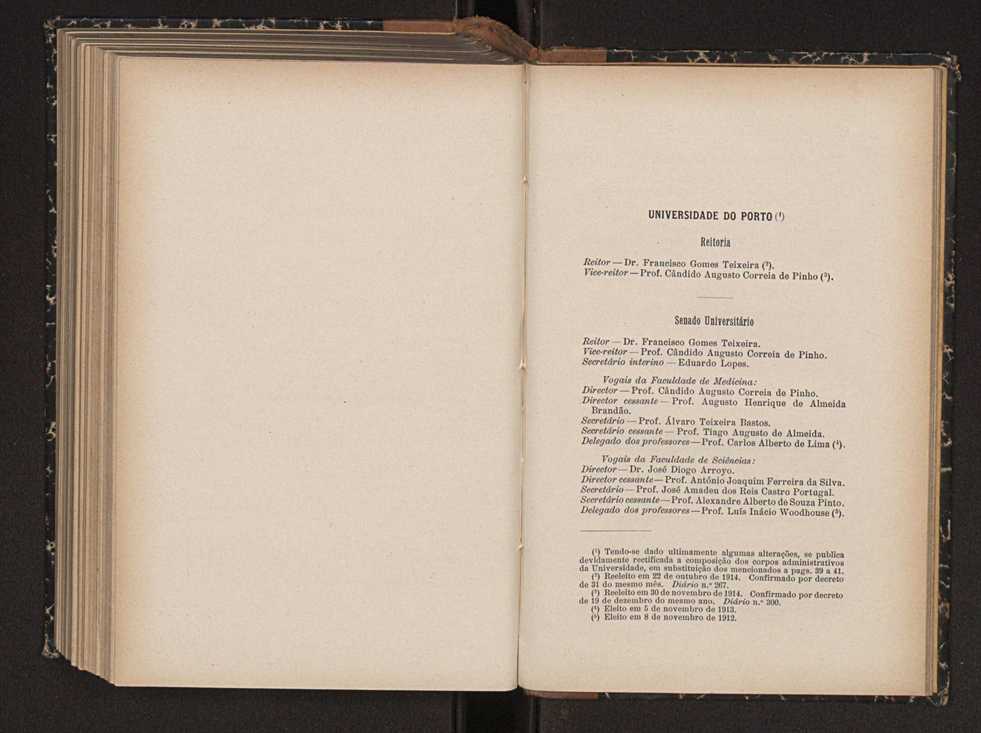 UNIVERSIDADE DO PORTO (¹)
Reitoria
Reitor — Dr. Francisco Gomes Teixeira (²).
Vice-reitor — Prof. Cândido Augusto Correia de Pinho (³).
Senado Universitário
Reitor — Dr. Francisco Gomes Teixeira.
Vice-reitor — Prof. Cândido Augusto Correia de Pinho.
Secretário interino — Eduardo Lopes.
Vogais da Faculdade de Medicina:
Director — Prof. Cândido Augusto Correia de Pinho.
Director cessante — Prof. Augusto Henrique de Almeida
Brandão.
Secretário — Prof. Álvaro Teixeira Bastos.
Secretário cessante — Prof. Tiago Augusto de Almeida.
Delegado dos professores — Prof. Carlos Alberto de Lima (⁴).
Vogais da Faculdade de Sciências:
Director — Dr. José Diogo Arroyo.
Director cessante — Prof. António Joaquim Ferreira da Silva.
Secretário — Prof. José Amadeu dos Reis Castro Portugal.
Secretário cessante — Prof. Alexandre Alberto de Souza Pinto.
Delegado dos professores — Prof. Luís Inácio Woodhouse (⁵).
(¹) Tendo-se dado ultimamente algumas alterações, se publica
devidamente rectificada a composição dos corpos administrativos
da Universidade, em substituição dos mencionados a pags. 39 a 41.
(²) Reeleito em 22 de outubro de 1914. Confirmado por decreto
de 31 do mesmo mês. Diário n.º 267.
(³) Reeleito em 30 de novembro de 1914. Confirmado por decreto
de 19 de dezembro do mesmo ano. Diário n.º 300.
(⁴) Eleito em 5 de novembro de 1913.
(⁵) Eleito em 8 de novembro de 1912.